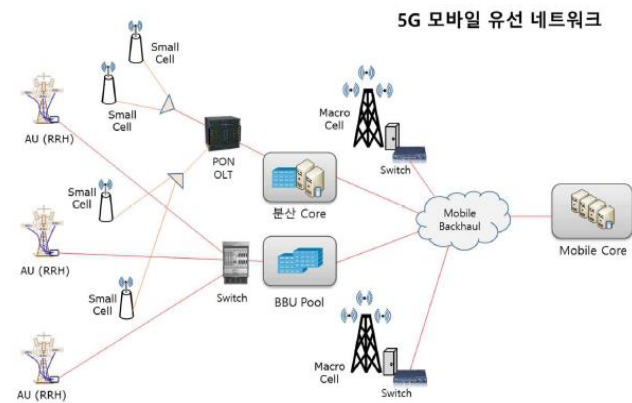 5G 모바일 유선 네트워크
Small
Cell
Small
Cell
AU (RRH)
PON
OLT
Macro
Cell
Switch
Small
Cell
분산 Core
Mobile
Backhaul
Mobile Core
AU (RRH)
Switch
BBU Pool
Small
Cell
Macro
Cell
Switch
AU (RRH)